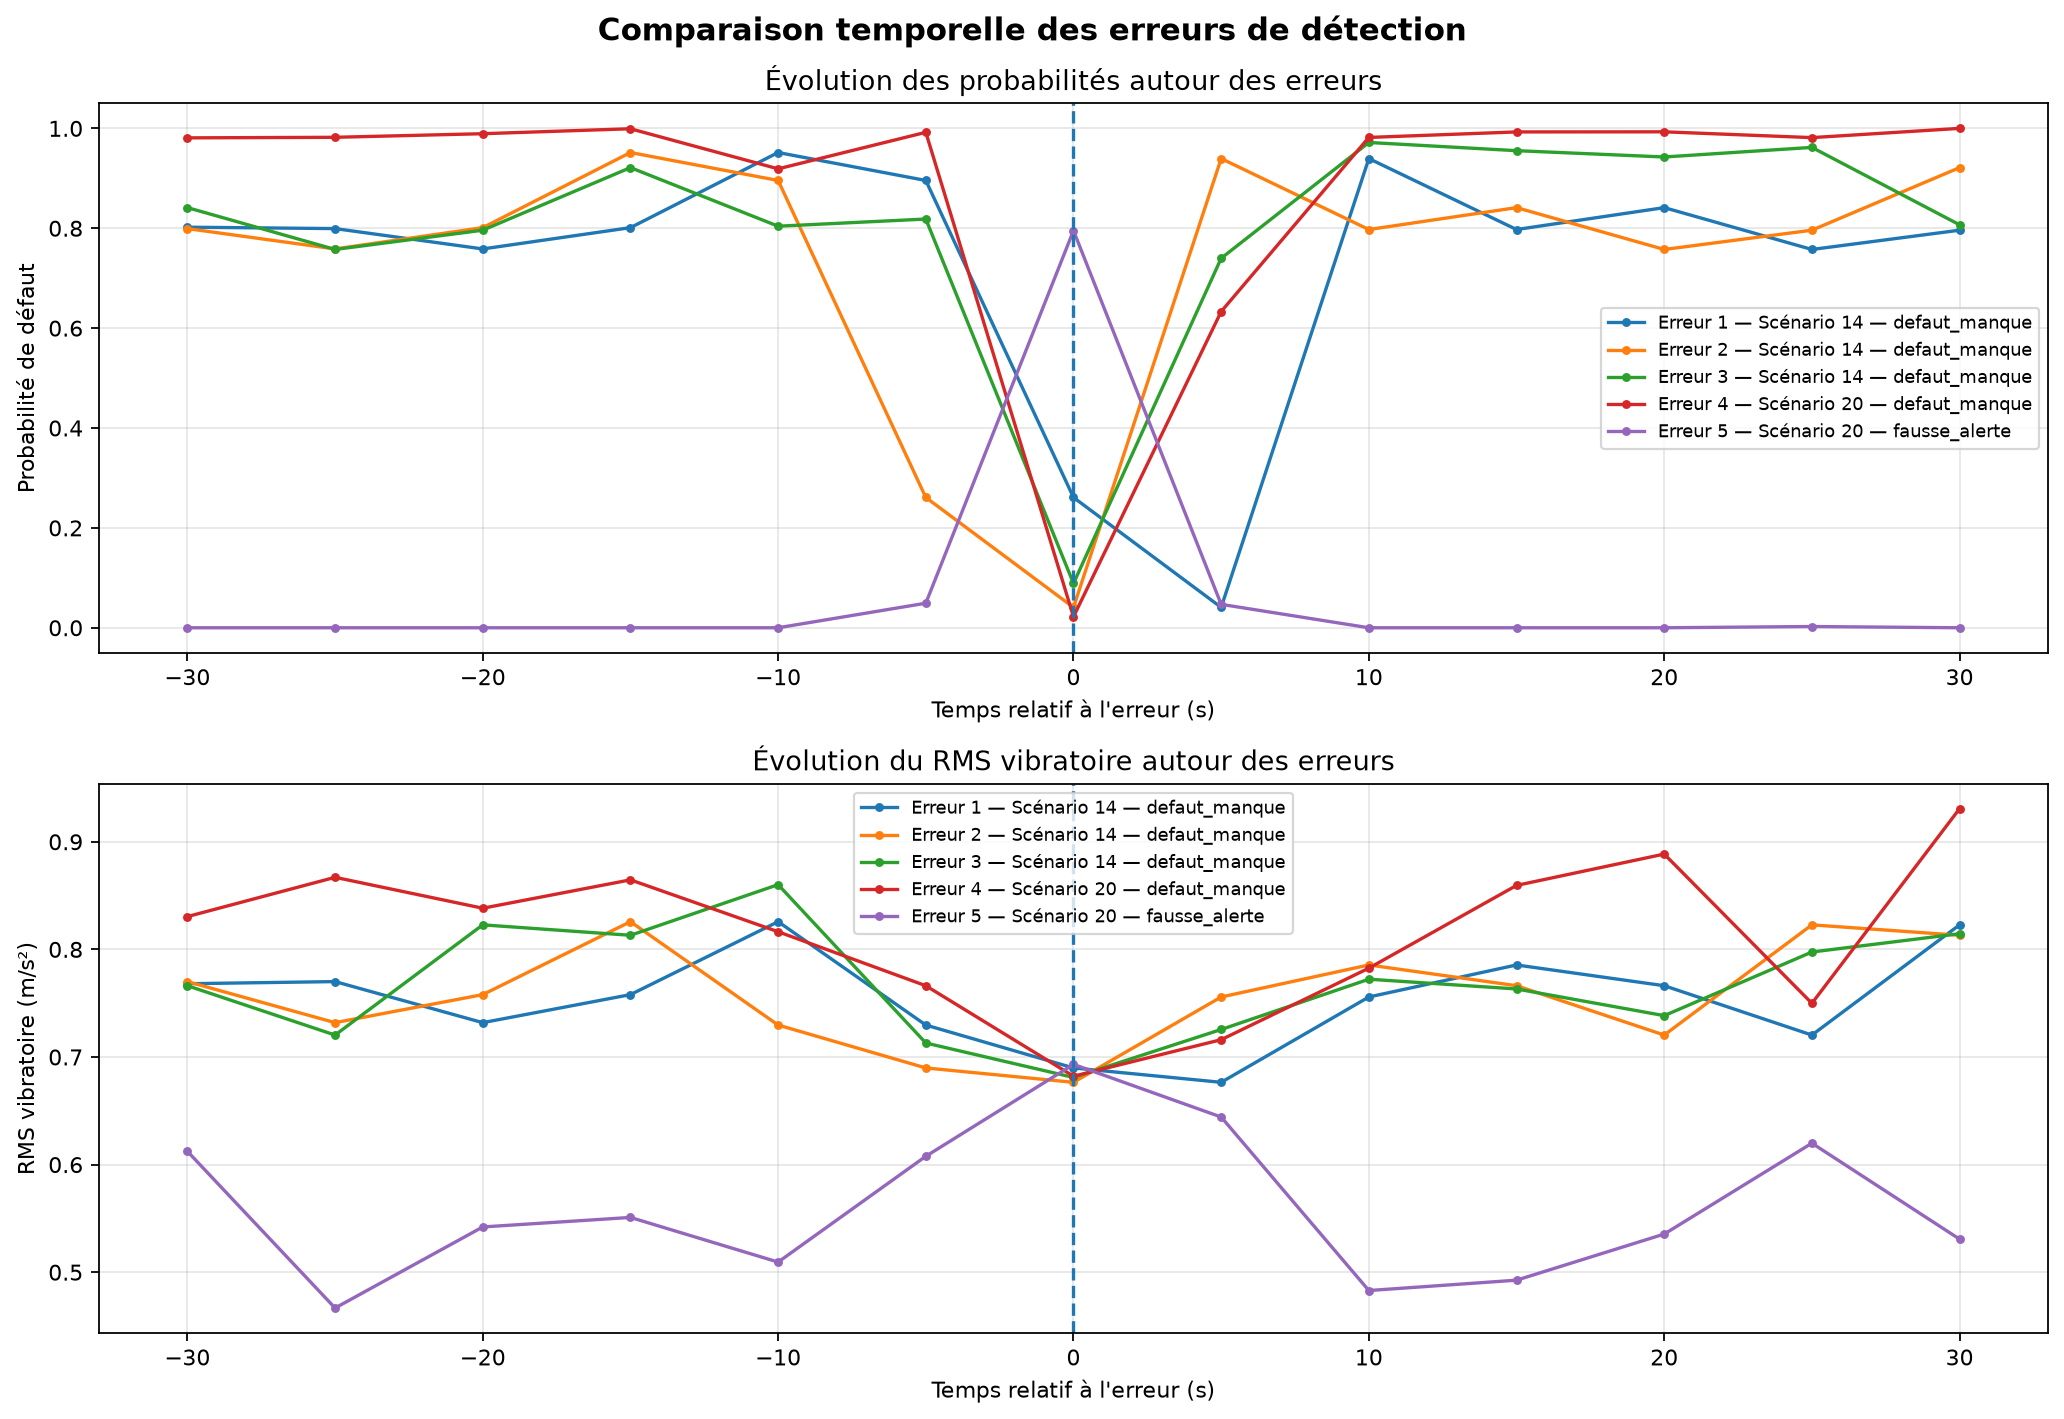 Comparaison temporelle des erreurs de détection
Évolution des probabilités autour des erreurs
Probabilité de défaut
1.0
0.8
0.6
0.4
0.2
0.0
Erreur 1 — Scénario 14 — defaut_manque
Erreur 2 — Scénario 14 — defaut_manque
Erreur 3 — Scénario 14 — defaut_manque
Erreur 4 — Scénario 20 — defaut_manque
Erreur 5 — Scénario 20 — fausse_alerte
−30 −20 −10 0 10 20 30
Temps relatif à l'erreur (s)
Évolution du RMS vibratoire autour des erreurs
RMS vibratoire (m/s²)
0.9
0.8
0.7
0.6
0.5
Erreur 1 — Scénario 14 — defaut_manque
Erreur 2 — Scénario 14 — defaut_manque
Erreur 3 — Scénario 14 — defaut_manque
Erreur 4 — Scénario 20 — defaut_manque
Erreur 5 — Scénario 20 — fausse_alerte
−30 −20 −10 0 10 20 30
Temps relatif à l'erreur (s)